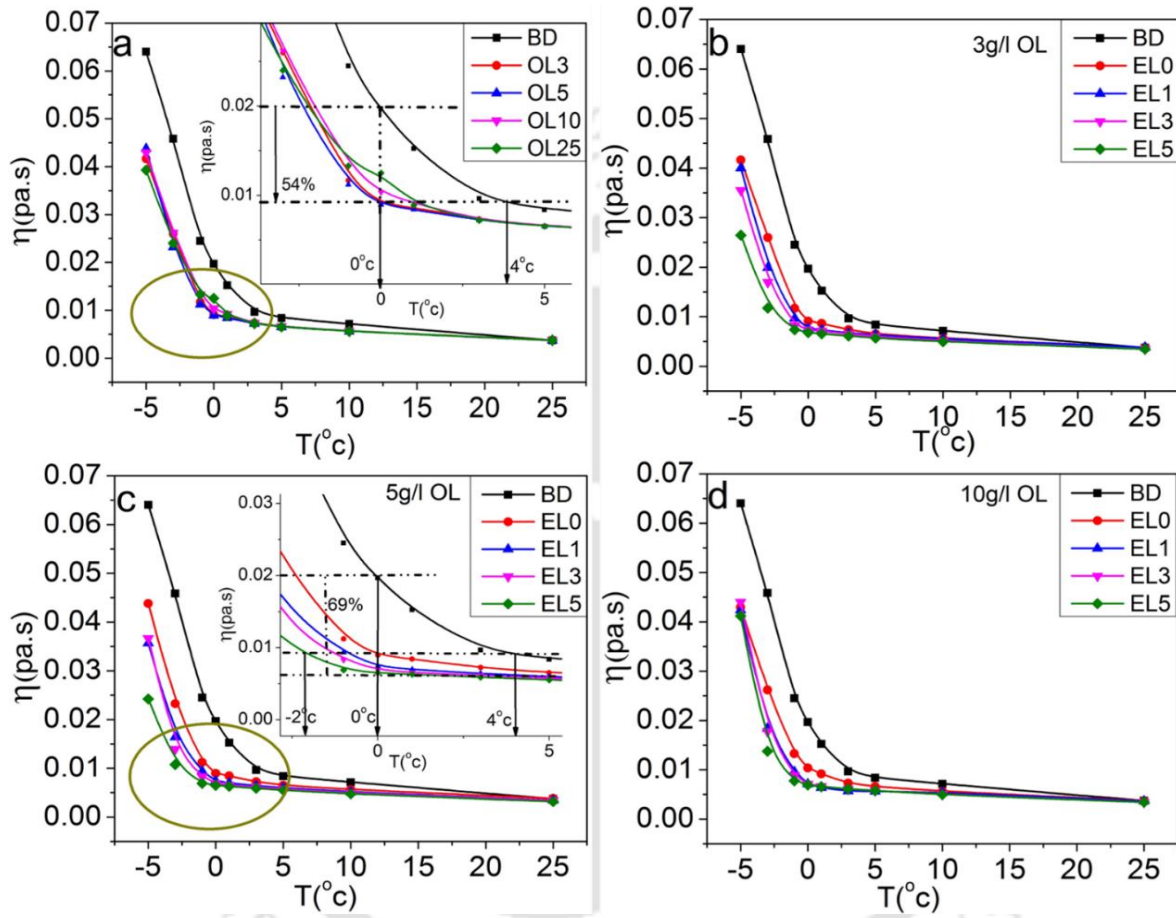 a
0.07
0.06
0.05
0.04
0.03
0.02
0.01
0.00
η(pa.s)
-5 0 5 10 15 20 25
T(°c)
BD
OL3
OL5
OL10
OL25
0.02
0.01
η(pa.s)
54%
0°c
4°c
0 5
T(°c)
b
3g/l OL
0.07
0.06
0.05
0.04
0.03
0.02
0.01
0.00
η(pa.s)
-5 0 5 10 15 20 25
T(°c)
BD
EL0
EL1
EL3
EL5
c
5g/l OL
0.07
0.06
0.05
0.04
0.03
0.02
0.01
0.00
η(pa.s)
-5 0 5 10 15 20 25
T(°c)
BD
EL0
EL1
EL3
EL5
0.03
0.02
0.01
0.00
η(pa.s)
69%
-2°c 0°c 4°c
0 5
T(°c)
d
10g/l OL
0.07
0.06
0.05
0.04
0.03
0.02
0.01
0.00
η(pa.s)
-5 0 5 10 15 20 25
T(°c)
BD
EL0
EL1
EL3
EL5